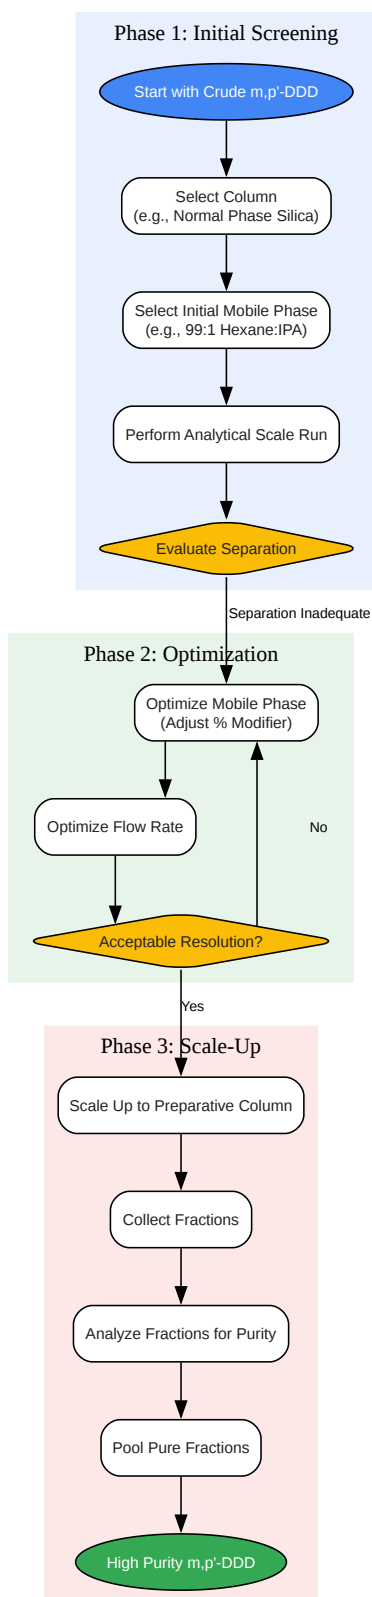 Phase 1: Initial Screening
Start with Crude m,p'-DDD
Select Column
(e.g., Normal Phase Silica)
Select Initial Mobile Phase
(e.g., 99:1 Hexane:IPA)
Perform Analytical Scale Run
Evaluate Separation
Separation Inadequate
Phase 2: Optimization
Optimize Mobile Phase
(Adjust % Modifier)
Optimize Flow Rate
No
Acceptable Resolution?
Yes
Phase 3: Scale-Up
Scale Up to Preparative Column
Collect Fractions
Analyze Fractions for Purity
Pool Pure Fractions
High Purity m,p'-DDD